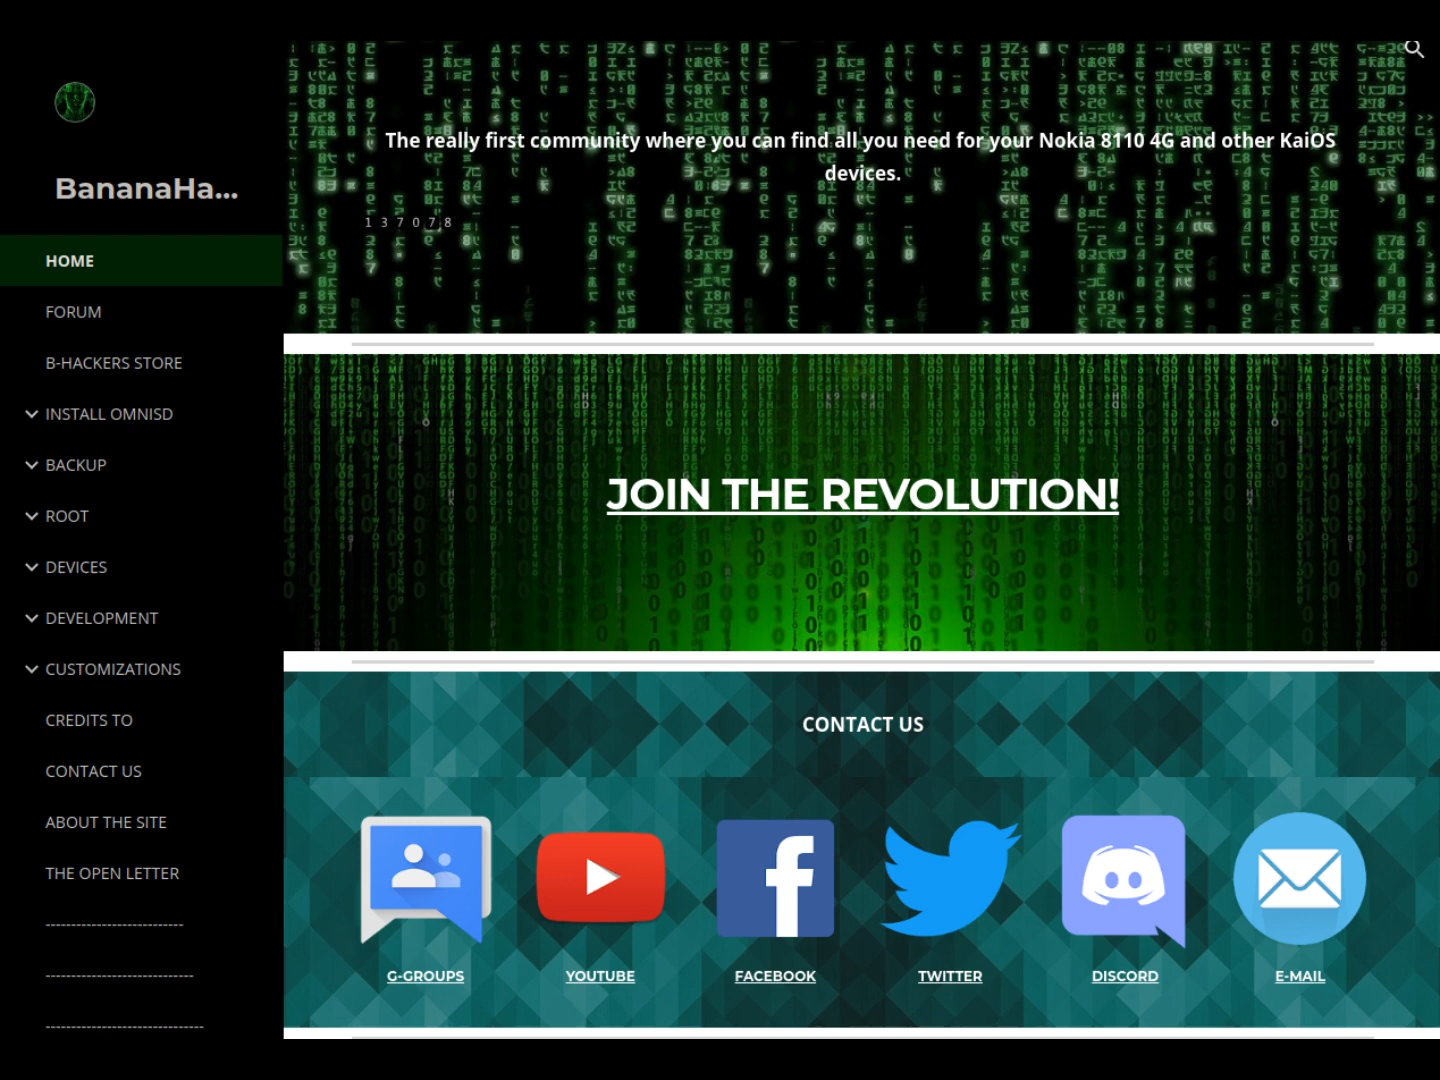 BananaHa...
HOME
FORUM
B-HACKERS STORE
INSTALL OMNISD
BACKUP
ROOT
DEVICES
DEVELOPMENT
CUSTOMIZATIONS
CREDITS TO
CONTACT US
ABOUT THE SITE
THE OPEN LETTER
---------------------------
-----------------------------
-------------------------------
The really first community where you can find all you need for your Nokia 8110 4G and other KaiOS
devices.
1 3 7 0 7 8
JOIN THE REVOLUTION!
CONTACT US
G-GROUPS
YOUTUBE
FACEBOOK
TWITTER
DISCORD
E-MAIL